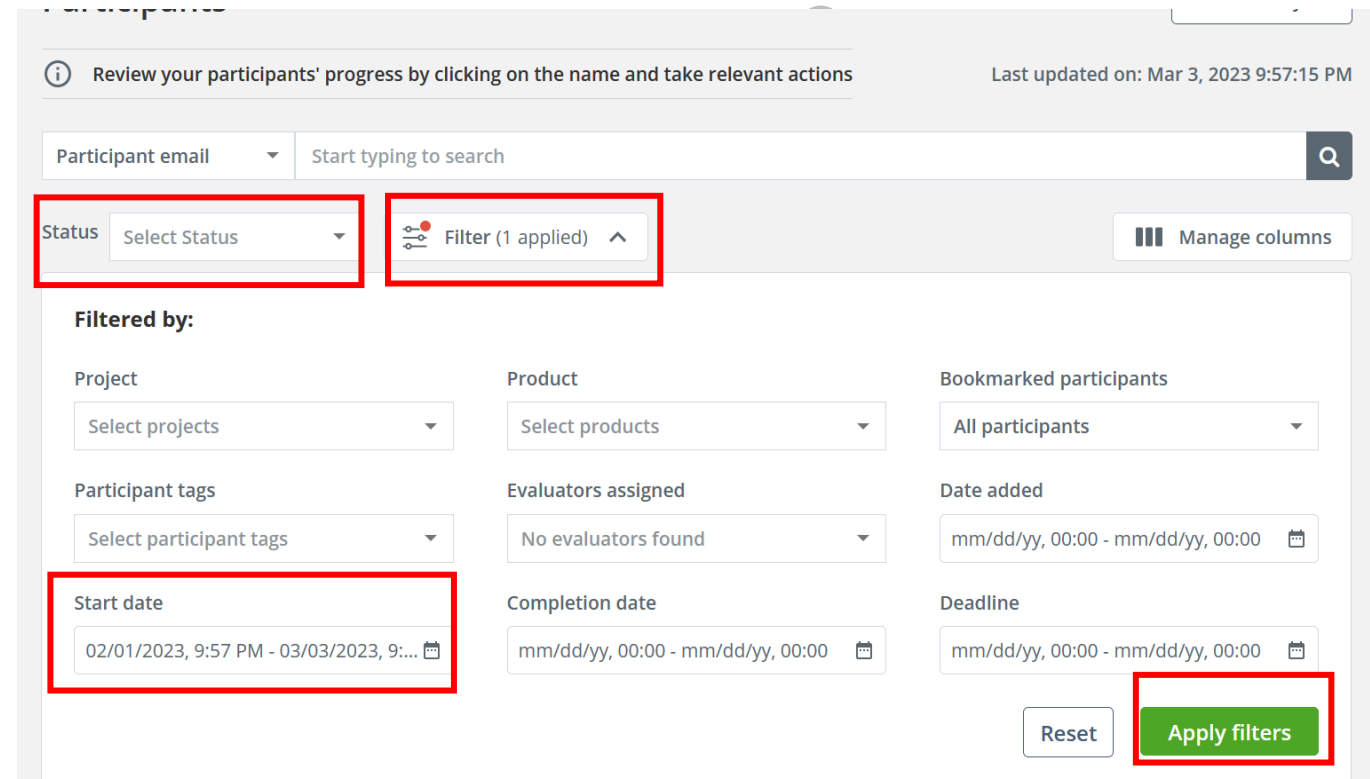 Participants
Review your participants' progress by clicking on the name and take relevant actions
Last updated on: Mar 3, 2023 9:57:15 PM
Participent email
Start typing to search
Status
Select Status
Filter (1 applied)
Manage columns
Filtered by:
Project
Product
Bookmarked participants
Select projects
Select products
All participants
Participant tags
Evaluators assigned
Date added
Select participant tags
No evaluators found
mm/dd/yy, 00:00 - mm/dd/yy, 00:00
Start date
Completion date
Deadline
02/01/2023, 9:57 PM - 03/03/2023, 9:...
mm/dd/yy, 00:00 - mm/dd/yy, 00:00
mm/dd/yy, 00:00 - mm/dd/yy, 00:00
Reset
Apply filters